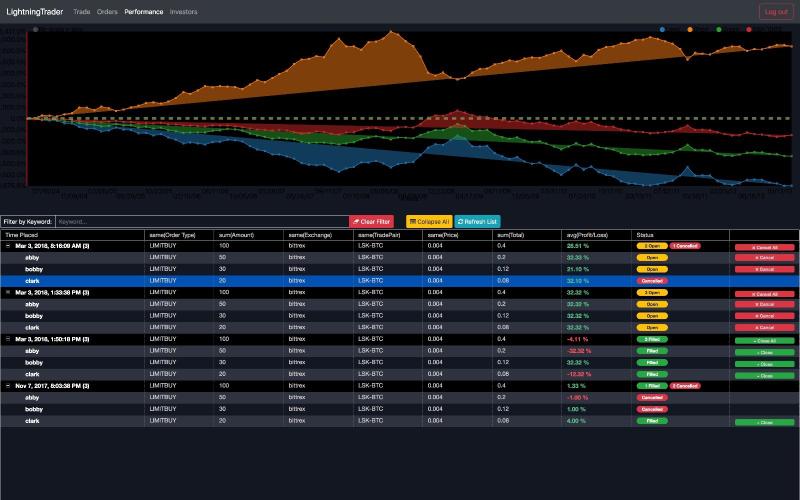 LightningTrader Trade Orders Performance Investors Log out
Filter by Keyword: Keyword... Clear Filter Collapse All Refresh List
Time Placed same(Order Type) sum(Amount) same(Exchange) same(TradePair) same(Price) sum(Total) avg(Profit/Loss) Status
Mar 3, 2018, 8:16:09 AM (3) LIMITBUY 100 bittrex LSK-BTC 0.004 0.4 26.51 % 2 Open 1 Cancelled × Cancel All
abby LIMITBUY 50 bittrex LSK-BTC 0.004 0.2 32.33 % Open × Cancel
bobby LIMITBUY 30 bittrex LSK-BTC 0.004 0.12 21.10 % Open × Cancel
clark LIMITBUY 20 bittrex LSK-BTC 0.004 0.08 32.10 % Cancelled
Mar 3, 2018, 1:33:38 PM (3) LIMITBUY 100 bittrex LSK-BTC 0.004 0.4 32.32 % 3 Open × Cancel All
abby LIMITBUY 50 bittrex LSK-BTC 0.004 0.2 32.32 % Open × Cancel
bobby LIMITBUY 30 bittrex LSK-BTC 0.004 0.12 32.32 % Open × Cancel
clark LIMITBUY 20 bittrex LSK-BTC 0.004 0.08 32.32 % Open × Cancel
Mar 3, 2018, 1:50:18 PM (3) LIMITBUY 100 bittrex LSK-BTC 0.004 0.4 -4.11 % 3 Filled Close All
abby LIMITBUY 50 bittrex LSK-BTC 0.004 0.2 -32.32 % Filled Close
bobby LIMITBUY 30 bittrex LSK-BTC 0.004 0.12 32.32 % Filled Close
clark LIMITBUY 20 bittrex LSK-BTC 0.004 0.08 -12.32 % Filled Close
Nov 7, 2017, 8:03:38 PM (3) LIMITBUY 100 bittrex LSK-BTC 0.004 0.4 1.33 % 1 Filled 2 Cancelled
abby LIMITBUY 50 bittrex LSK-BTC 0.004 0.2 -1.00 % Cancelled
bobby LIMITBUY 30 bittrex LSK-BTC 0.004 0.12 1.00 % Cancelled
clark LIMITBUY 20 bittrex LSK-BTC 0.004 0.08 4.00 % Filled Close